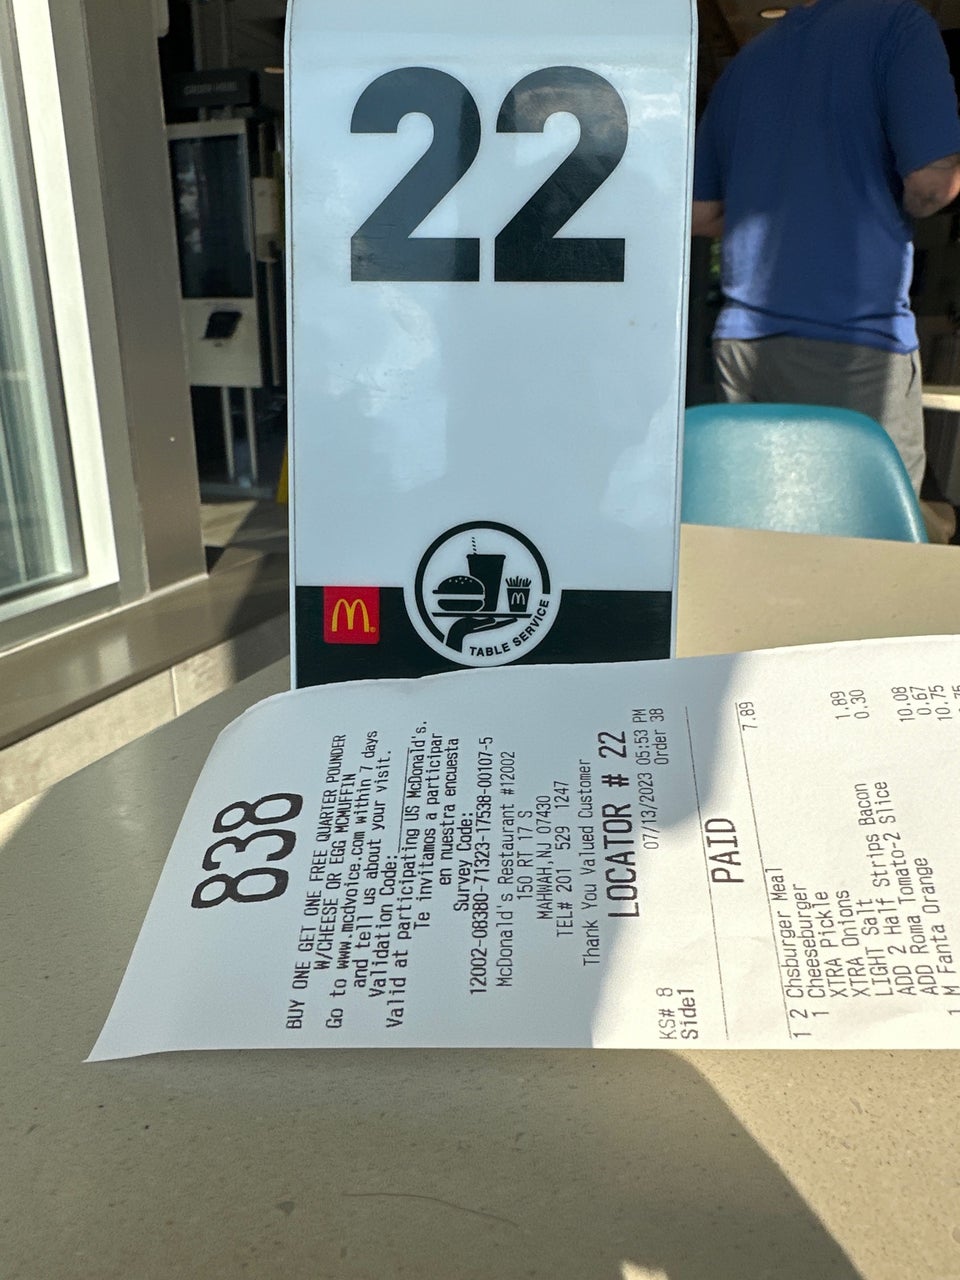 ORDER HERE
22
M
TABLE SERVICE
838
BUY ONE GET ONE FREE QUARTER POUNDER
W/CHEESE OR EGG MCMUFFIN
Go to www.mcdvoice.com within 7 days
and tell us about your visit.
Validation Code:
Valid at participating US McDonald's.
Te invitamos a participar
en nuestra encuesta
Survey Code:
12002-08380-71323-17538-00107-5
McDonald's Restaurant #12002
150 RT 17 S
MAHWAH,NJ 07430
TEL# 201 529 1247
Thank You Valued Customer
LOCATOR # 22
07/13/2023 05:53 PM
KS# 8 Order 38
Side1
PAID
1 2 Chsburger Meal 7.89
1 Cheeseburger
XTRA Pickle
XTRA Onions
LIGHT Salt
ADD 2 Half Strips Bacon 1.89
ADD Roma Tomato-2 Slice 0.30
1 M Fanta Orange
10.08
0.67
10.75